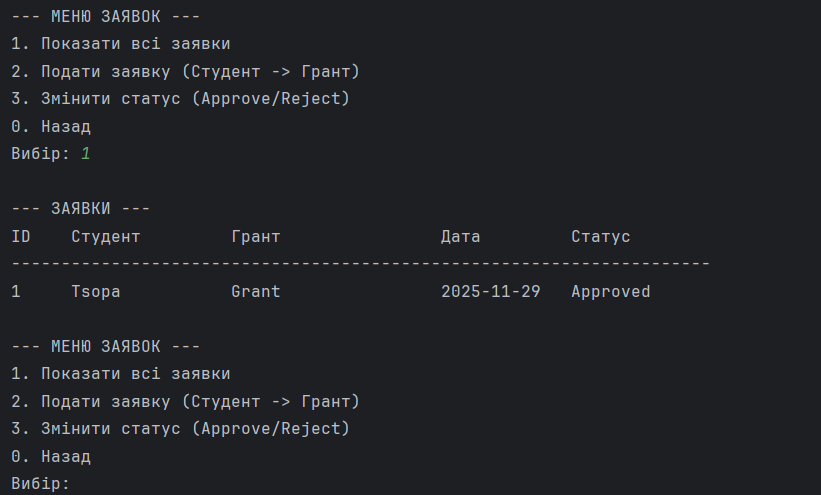 --- МЕНЮ ЗАЯВОК ---
1. Показати всі заявки
2. Подати заявку (Студент -> Грант)
3. Змінити статус (Approve/Reject)
0. Назад
Вибір: 1
--- ЗАЯВКИ ---
ID    Студент         Грант                Дата         Статус
----------------------------------------------------------------------
1     Tsopa           Grant                2025-11-29   Approved
--- МЕНЮ ЗАЯВОК ---
1. Показати всі заявки
2. Подати заявку (Студент -> Грант)
3. Змінити статус (Approve/Reject)
0. Назад
Вибір: